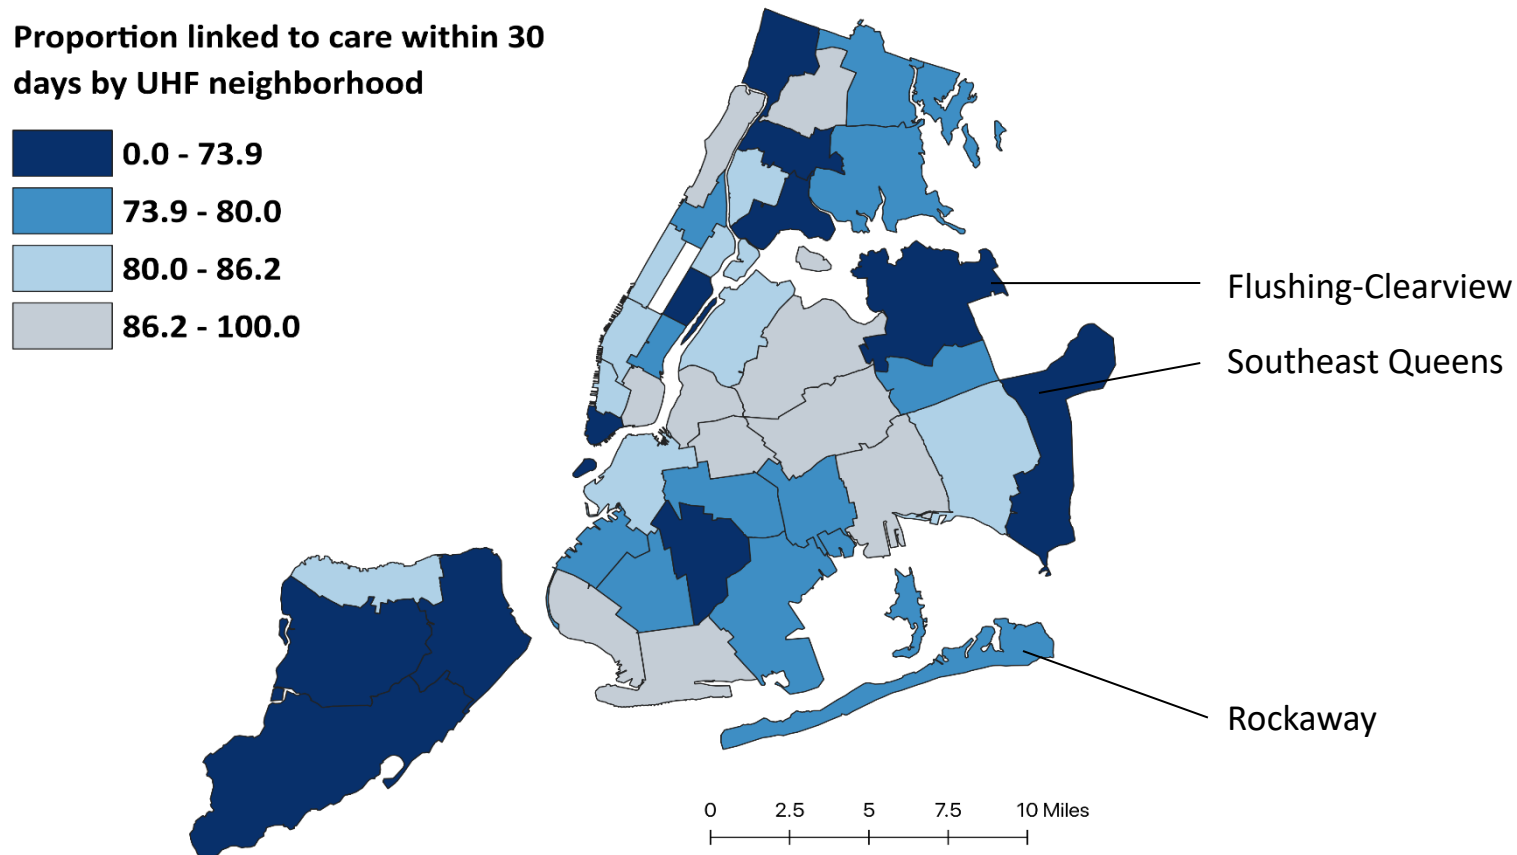 Proportion linked to care within 30
days by UHF neighborhood
0.0 - 73.9
73.9 - 80.0
80.0 - 86.2
86.2 - 100.0
Flushing-Clearview
Southeast Queens
Rockaway
0 2.5 5 7.5 10 Miles